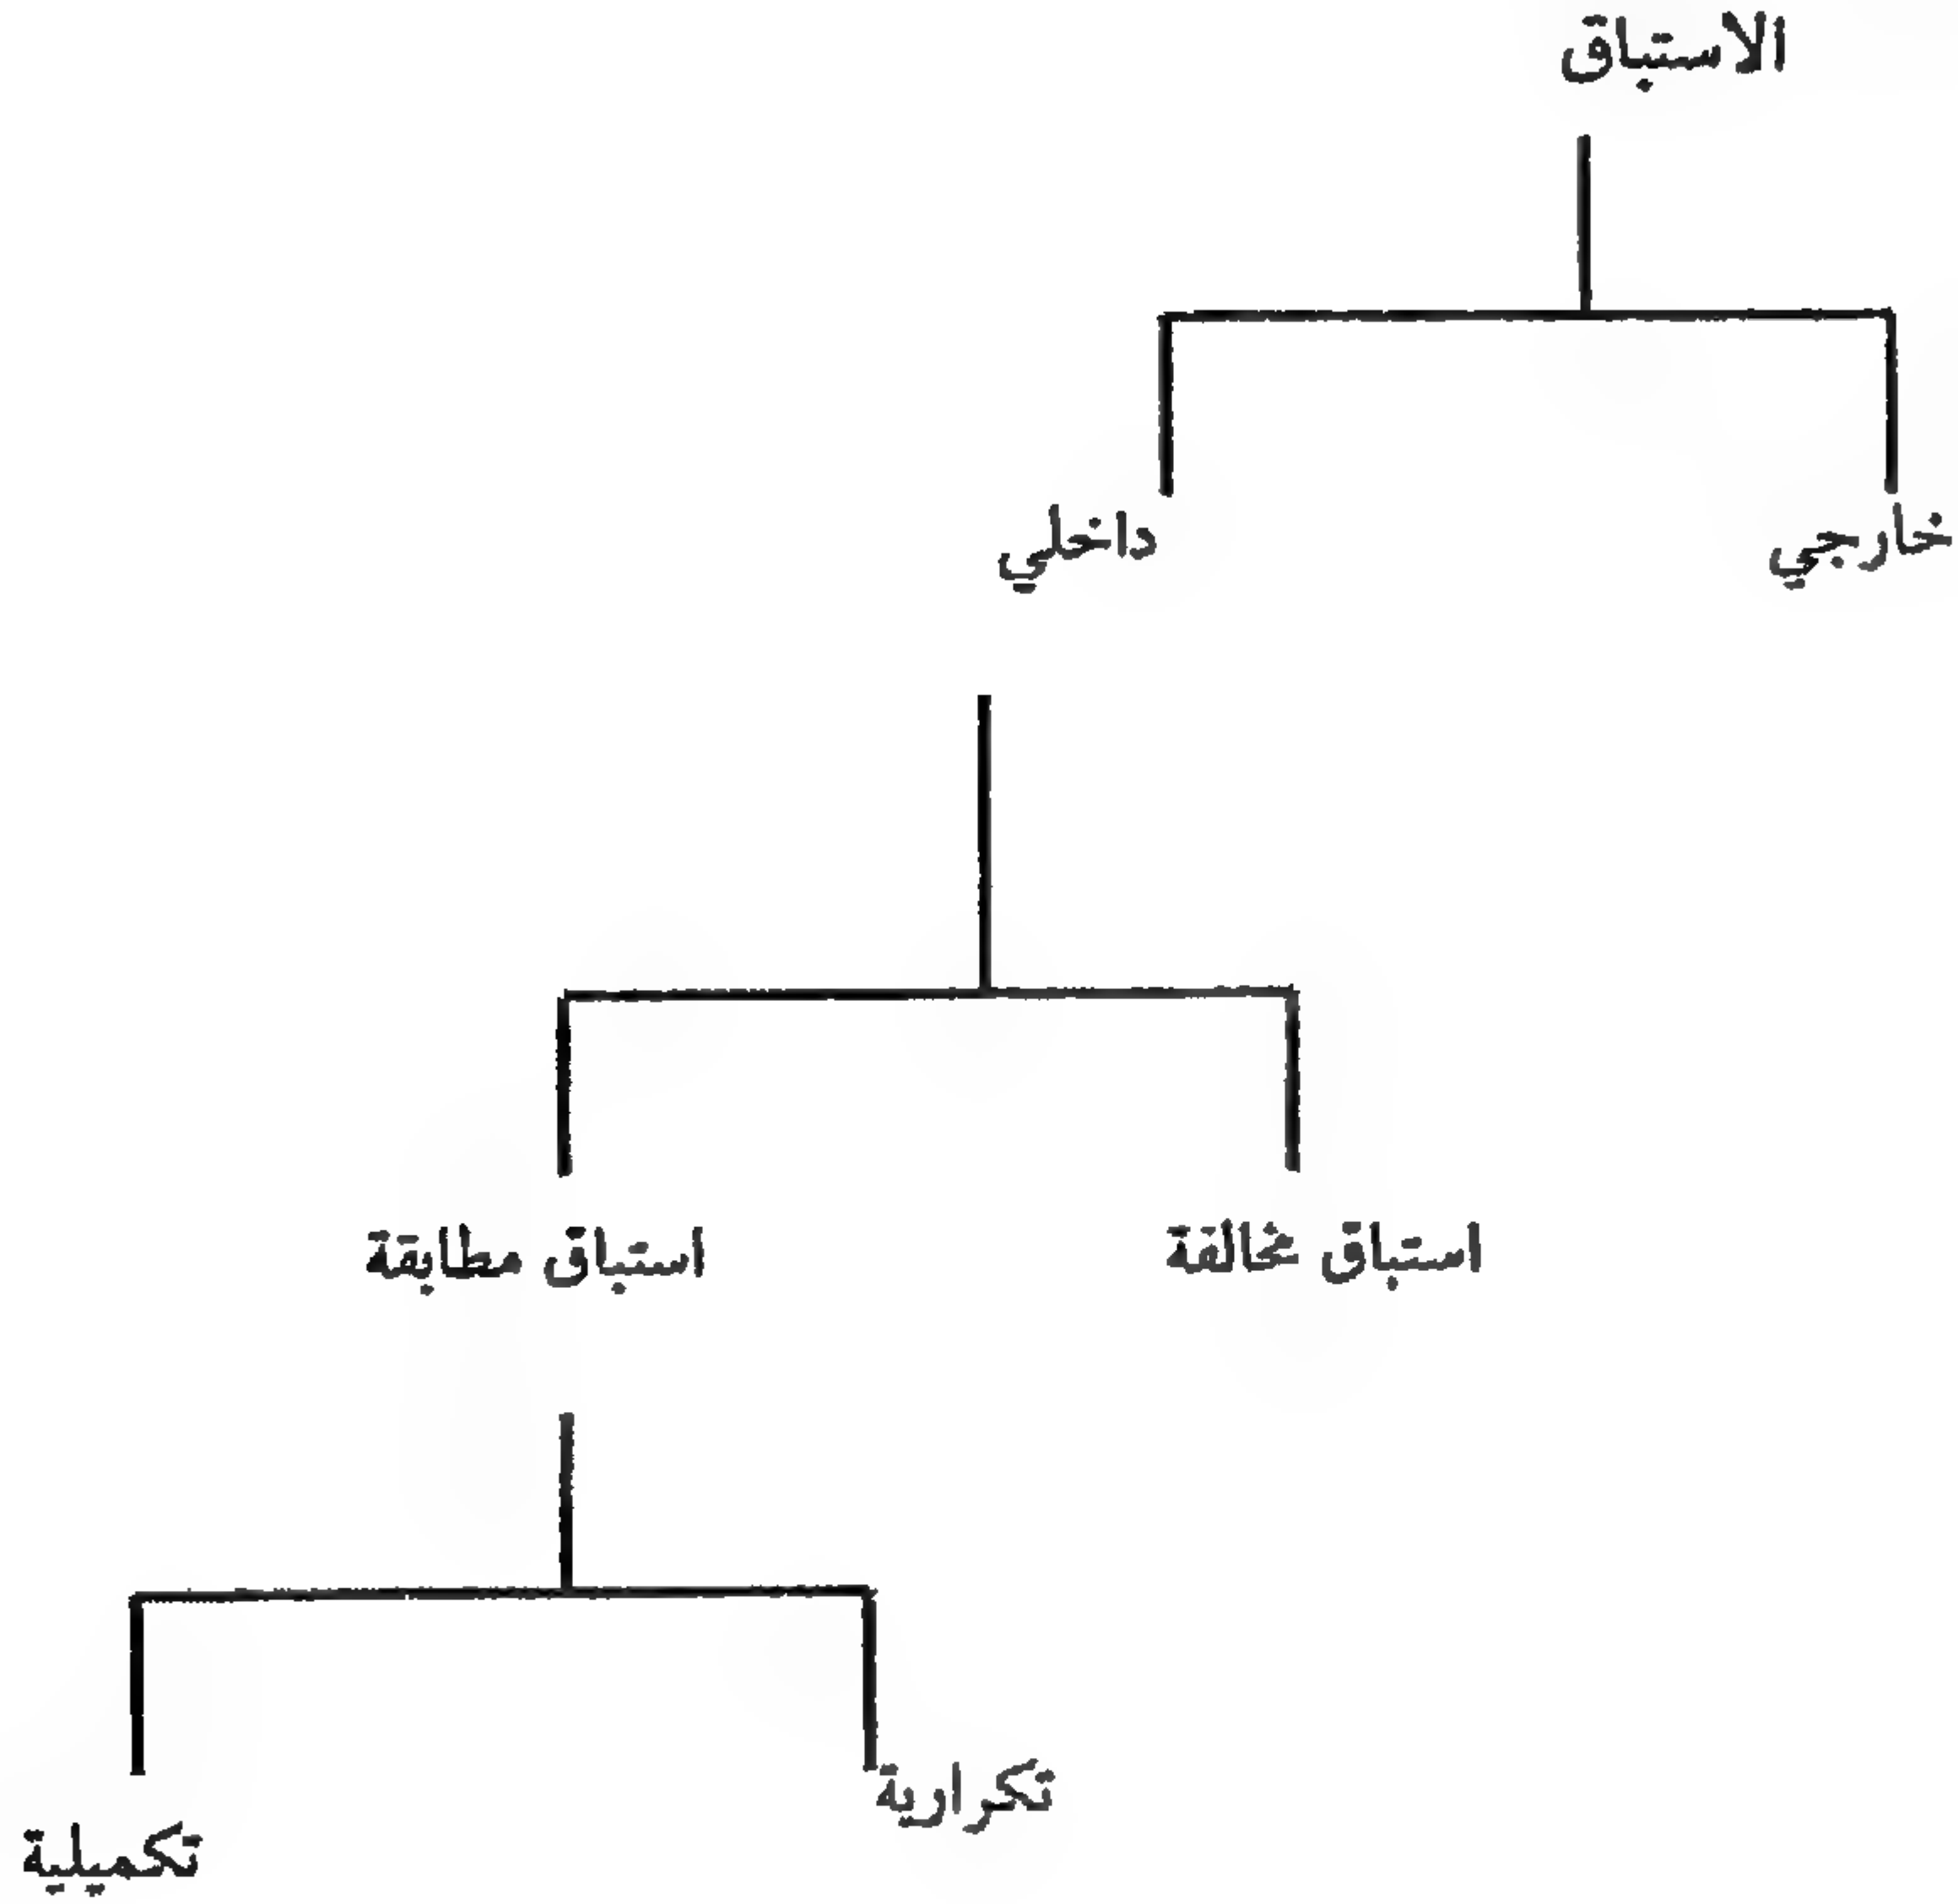 الاستباق
خارجي
داخلي
استباق مخالفة
استباق مطابقة
تكرارية
تكميلية